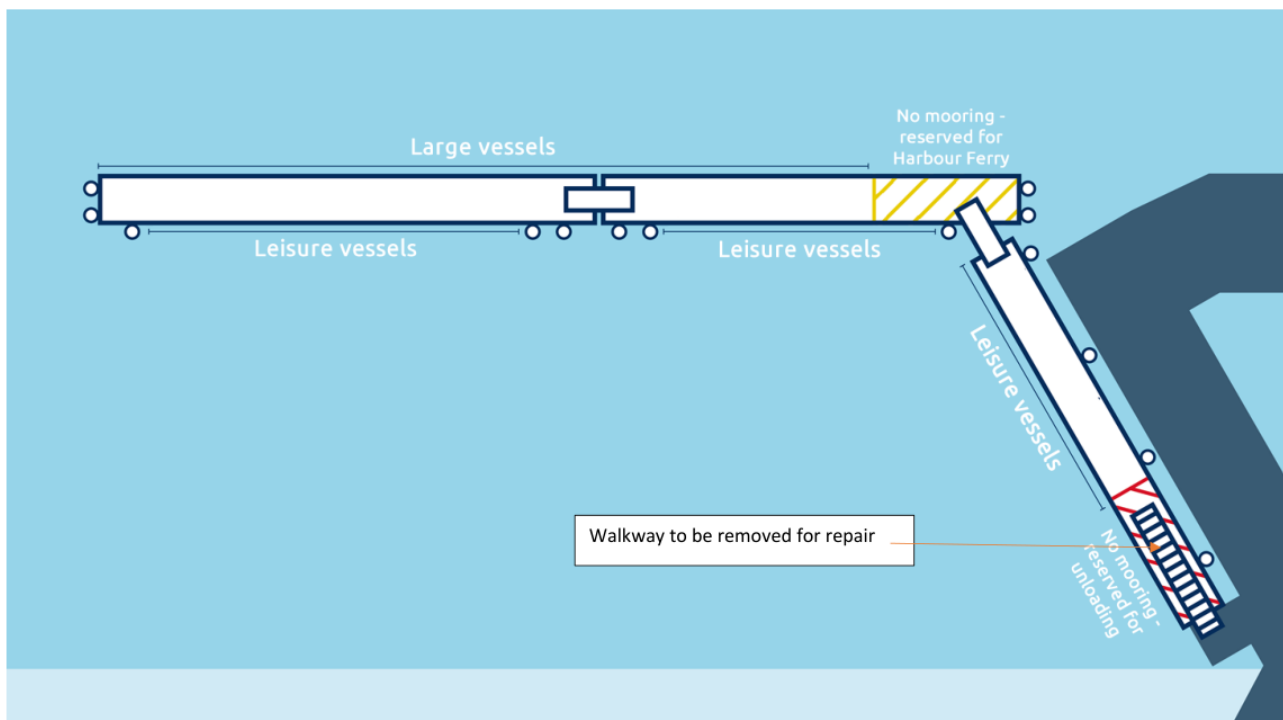 No mooring -
reserved for
Harbour Ferry
Large vessels
Leisure vessels
Leisure vessels
Leisure vessels
Walkway to be removed for repair
No mooring -
reserved for
unloading